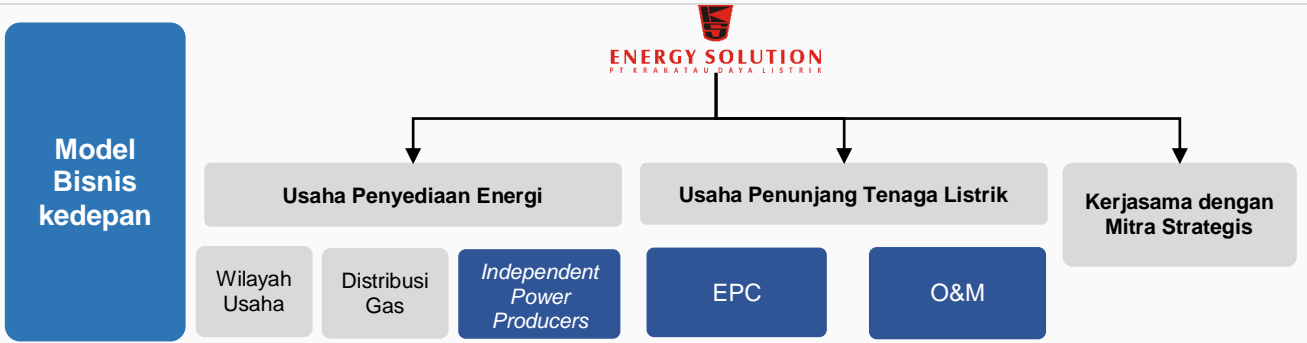 ENERGY SOLUTION
PT KRAKATAU DAYA LISTRIK
Model
Bisnis
kedepan
Usaha Penyediaan Energi
Usaha Penunjang Tenaga Listrik
Kerjasama dengan
Mitra Strategis
Wilayah
Usaha
Distribusi
Gas
Independent
Power
Producers
EPC
O&M